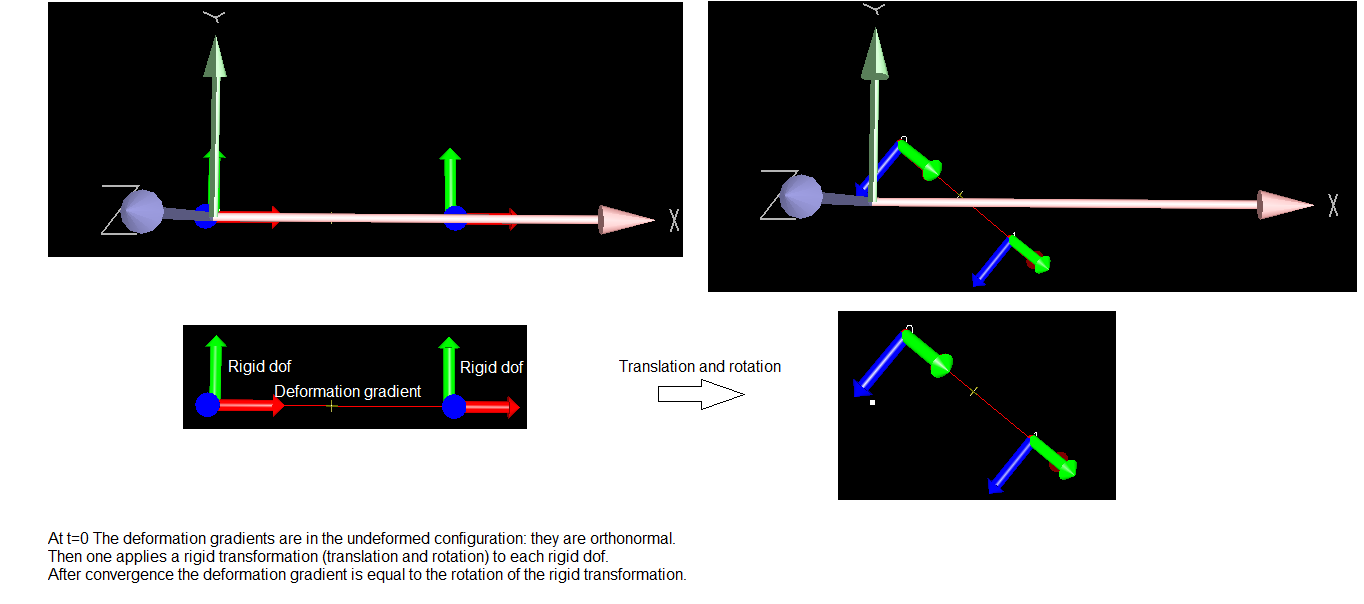 Y
Y
Z
X
0
Z
X
1
Rigid dof
Rigid dof
Deformation gradient
Translation and rotation
0
1
At t=0 The deformation gradients are in the undeformed configuration: they are orthonormal.
Then one applies a rigid transformation (translation and rotation) to each rigid dof.
After convergence the deformation gradient is equal to the rotation of the rigid transformation.